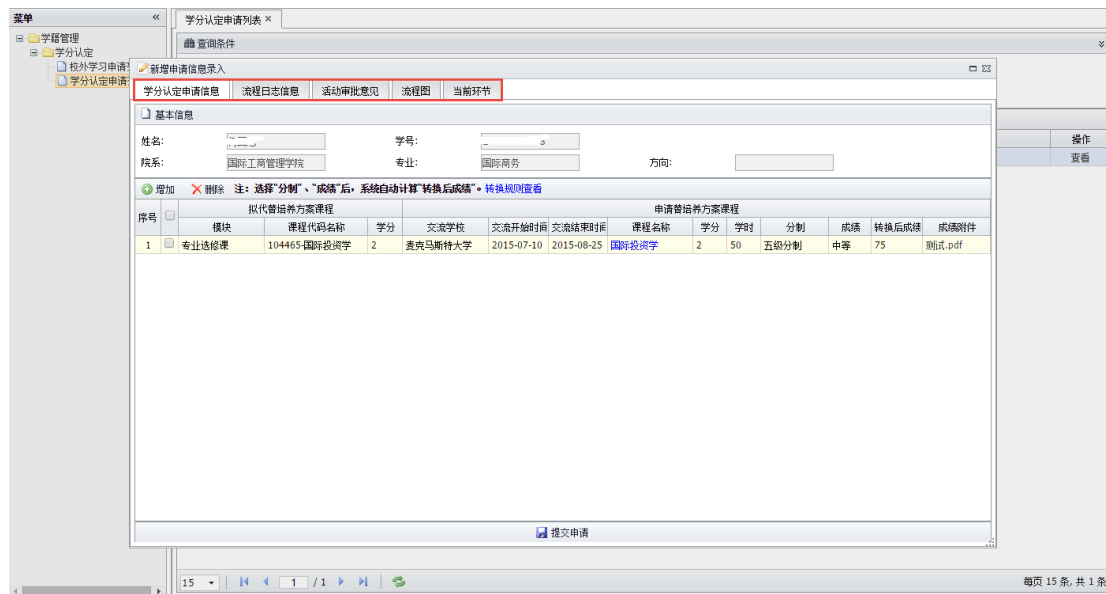 菜单 «
学分认定申请列表 ×
学籍管理
查询条件
学分认定
校外学习申请
新增申请信息录入
学分认定申请
学分认定申请信息 流程日志信息 活动审批意见 流程图 当前环节
基本信息
姓名: 学号: 操作
院系: 国际工商管理学院 专业: 国际商务 方向: 查看
增加 删除 注：选择"分制"、"成绩"后，系统自动计算"转换后成绩"。转换规则查看
序号 拟代替培养方案课程 申请替培养方案课程
模块 课程代码名称 学分 交流学校 交流开始时间 交流结束时间 课程名称 学分 学时 分制 成绩 转换后成绩 成绩附件
1 专业选修课 104465-国际投资学 2 麦克马斯特大学 2015-07-10 2015-08-25 国际投资学 2 50 五级分制 中等 75 测试.pdf
提交申请
15 1 /1 每页 15 条, 共 1 条